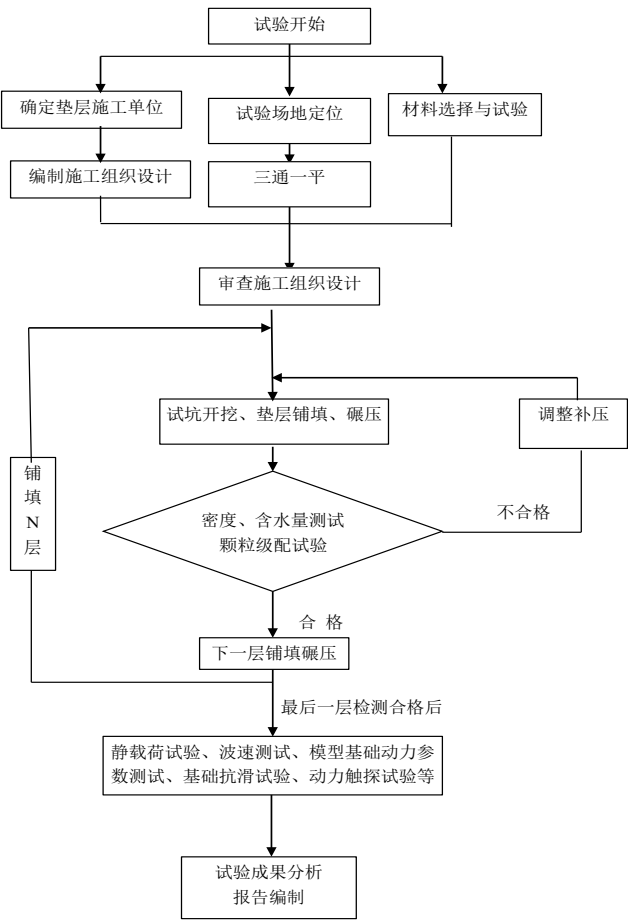 试验开始
确定垫层施工单位
试验场地定位
材料选择与试验
编制施工组织设计
三通一平
审查施工组织设计
试坑开挖、垫层铺填、碾压
调整补压
铺
填
N
层
密度、含水量测试
颗粒级配试验
不合格
合 格
下一层铺填碾压
最后一层检测合格后
静载荷试验、波速测试、模型基础动力参
数测试、基础抗滑试验、动力触探试验等
试验成果分析
报告编制